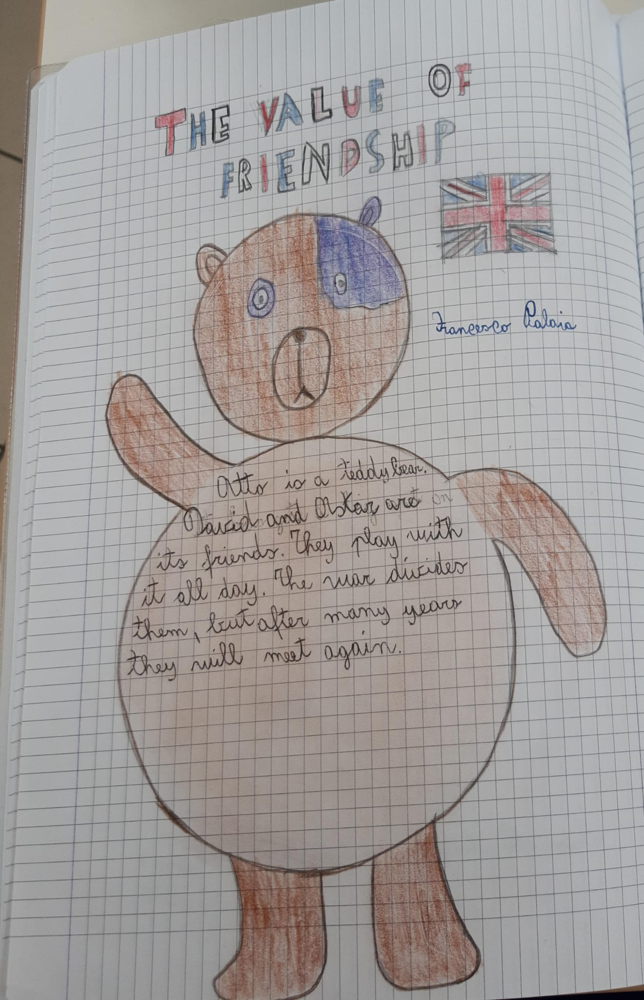 THE VALUE OF
FRIENDSHIP
Francesco Palaia
Otto is a teddy bear.
David and Oskar are
its friends. They play with
it all day. The war divides
them, but after many years
they will meet again.